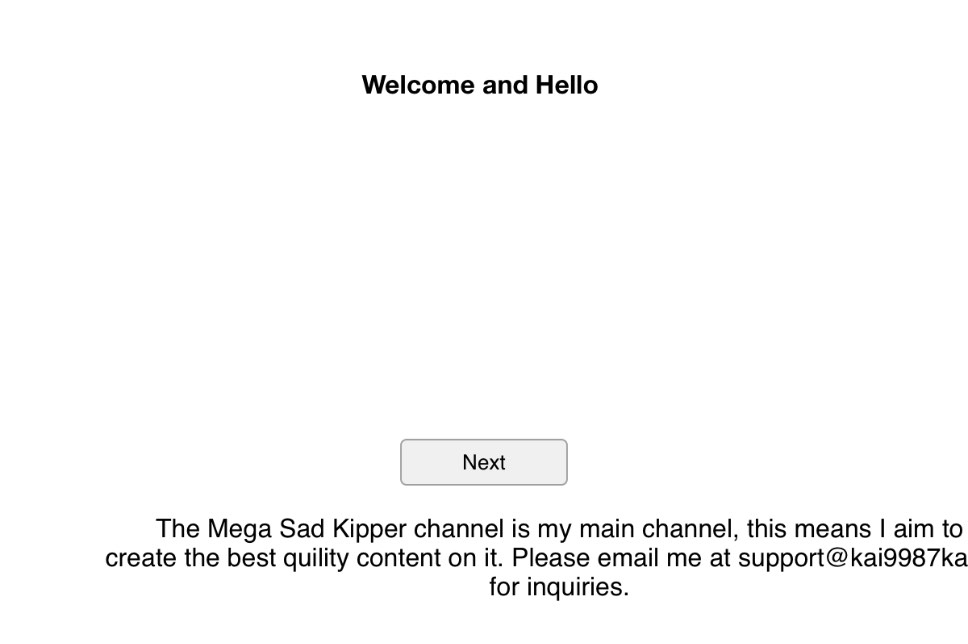 Welcome and Hello
Next
The Mega Sad Kipper channel is my main channel, this means I aim to
create the best quility content on it. Please email me at support@kai9987ka
for inquiries.